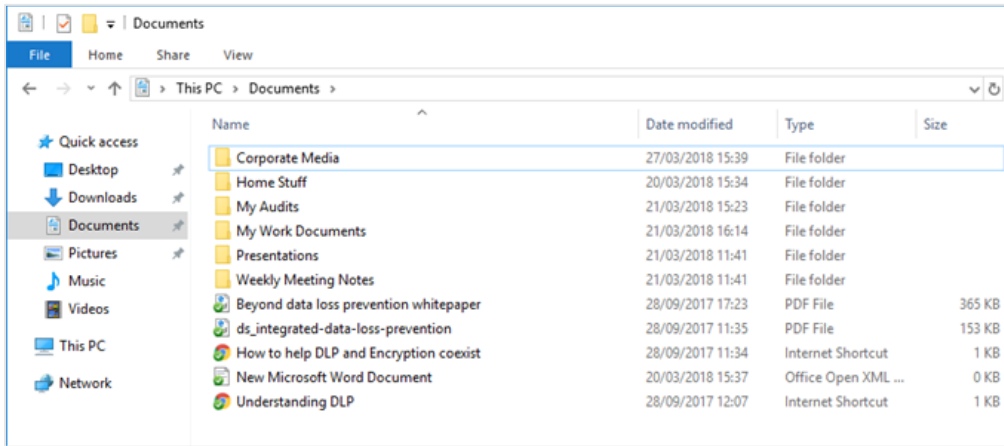 Documents
File Home Share View
This PC Documents
Name Date modified Type Size
Quick access
Desktop
Downloads
Documents
Pictures
Music
Videos
This PC
Network
Corporate Media 27/03/2018 15:39 File folder
Home Stuff 20/03/2018 15:34 File folder
My Audits 21/03/2018 15:23 File folder
My Work Documents 21/03/2018 16:14 File folder
Presentations 21/03/2018 11:41 File folder
Weekly Meeting Notes 21/03/2018 11:41 File folder
Beyond data loss prevention whitepaper 28/09/2017 17:23 PDF File 365 KB
ds_integrated-data-loss-prevention 28/09/2017 11:35 PDF File 153 KB
How to help DLP and Encryption coexist 28/09/2017 11:34 Internet Shortcut 1 KB
New Microsoft Word Document 20/03/2018 15:37 Office Open XML ... 0 KB
Understanding DLP 28/09/2017 12:07 Internet Shortcut 1 KB